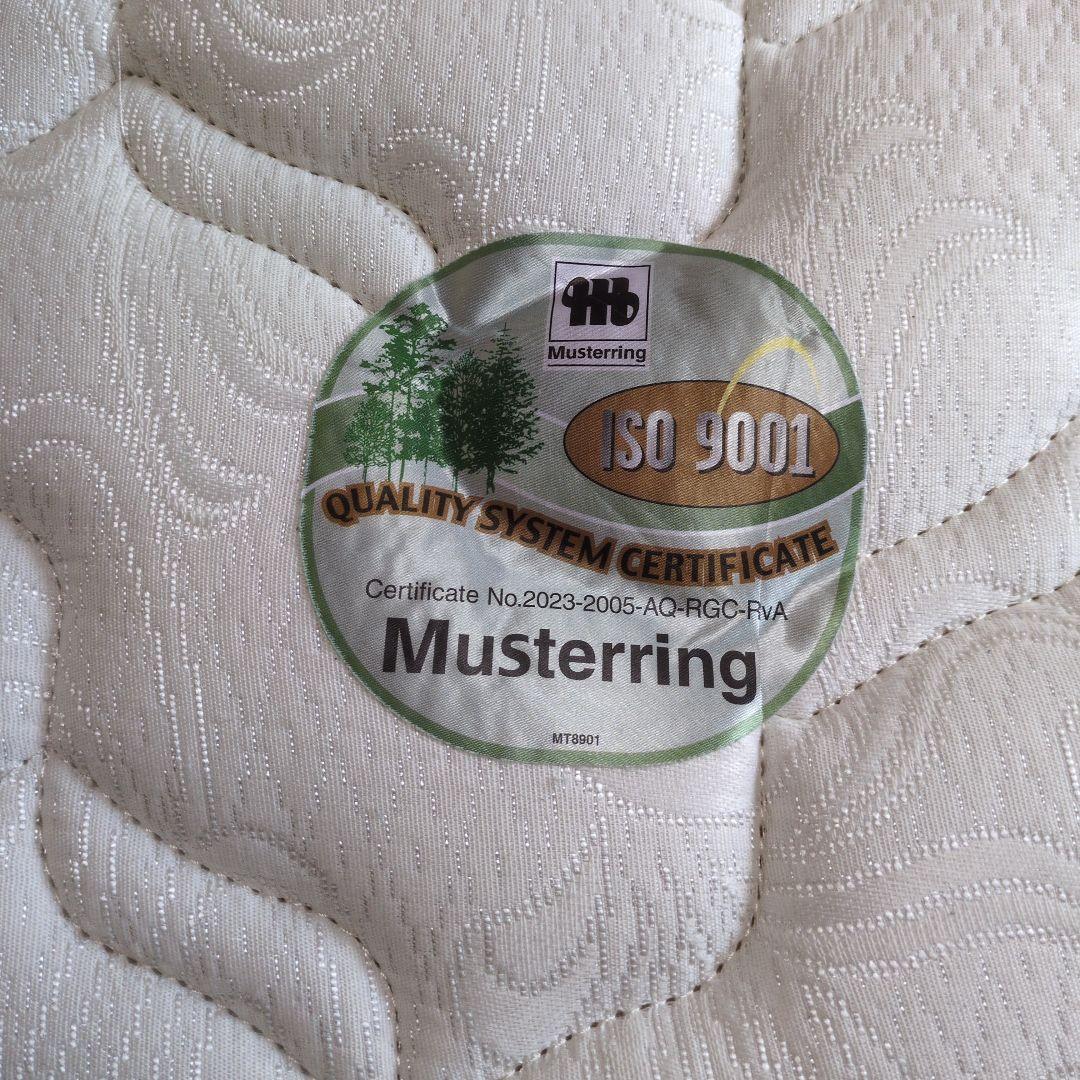 Musterring
ISO 9001
QUALITY SYSTEM CERTIFICATE
Certificate No.2023-2005-AQ-RGC-RvA
Musterring
MT8901